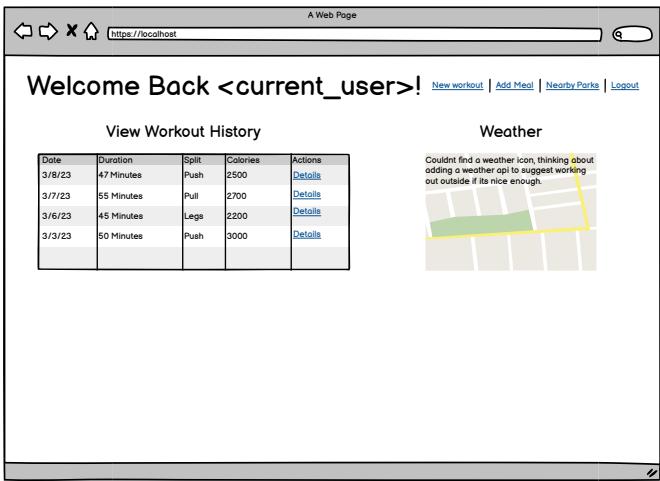 A Web Page
https://localhost
Welcome Back <current_user>!
New workout | Add Meal | Nearby Parks | Logout
View Workout History
Weather
Date Duration Split Calories Actions
3/8/23 47 Minutes Push 2500 Details
3/7/23 55 Minutes Pull 2700 Details
3/6/23 45 Minutes Legs 2200 Details
3/3/23 50 Minutes Push 3000 Details
Couldnt find a weather icon, thinking about
adding a weather api to suggest working
out outside if its nice enough.